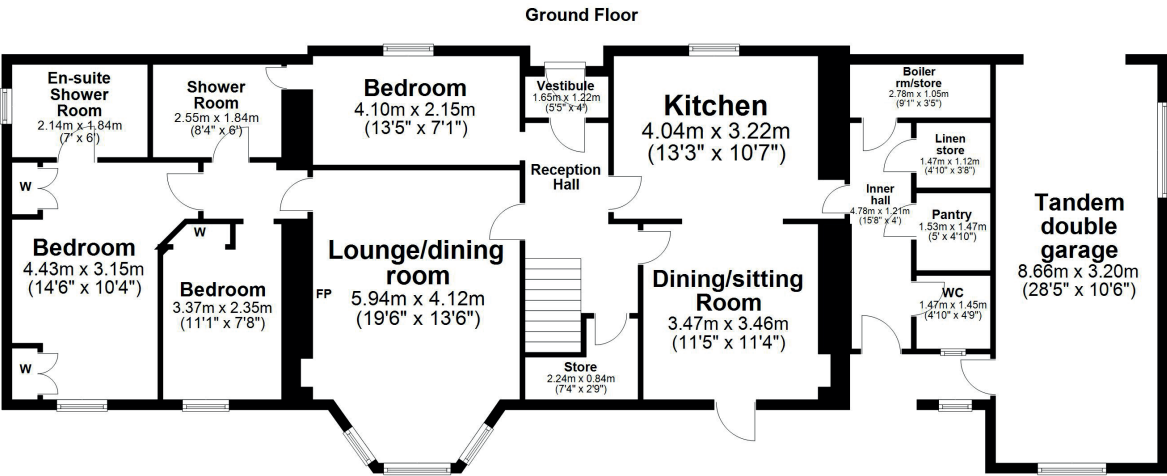 Ground Floor
En-suite
Shower
Room
2.14m x 1.84m
(7' x 6')
Shower
Room
2.55m x 1.84m
(8'4" x 6')
Bedroom
4.10m x 2.15m
(13'5" x 7'1")
Vestibule
1.65m x 1.22m
(5'5" x 4')
Kitchen
4.04m x 3.22m
(13'3" x 10'7")
Boiler
rm/store
2.78m x 1.05m
(9'1" x 3'5")
Linen
store
1.47m x 1.12m
(4'10" x 3'8")
Reception
Hall
Inner
hall
4.78m x 1.21m
(15'8" x 4')
Pantry
1.53m x 1.47m
(5' x 4'10")
Tandem
double
garage
8.66m x 3.20m
(28'5" x 10'6")
W
W
Bedroom
4.43m x 3.15m
(14'6" x 10'4")
Bedroom
3.37m x 2.35m
(11'1" x 7'8")
FP
Lounge/dining
room
5.94m x 4.12m
(19'6" x 13'6")
Dining/sitting
Room
3.47m x 3.46m
(11'5" x 11'4")
WC
1.47m x 1.45m
(4'10" x 4'9")
W
Store
2.24m x 0.84m
(7'4" x 2'9")